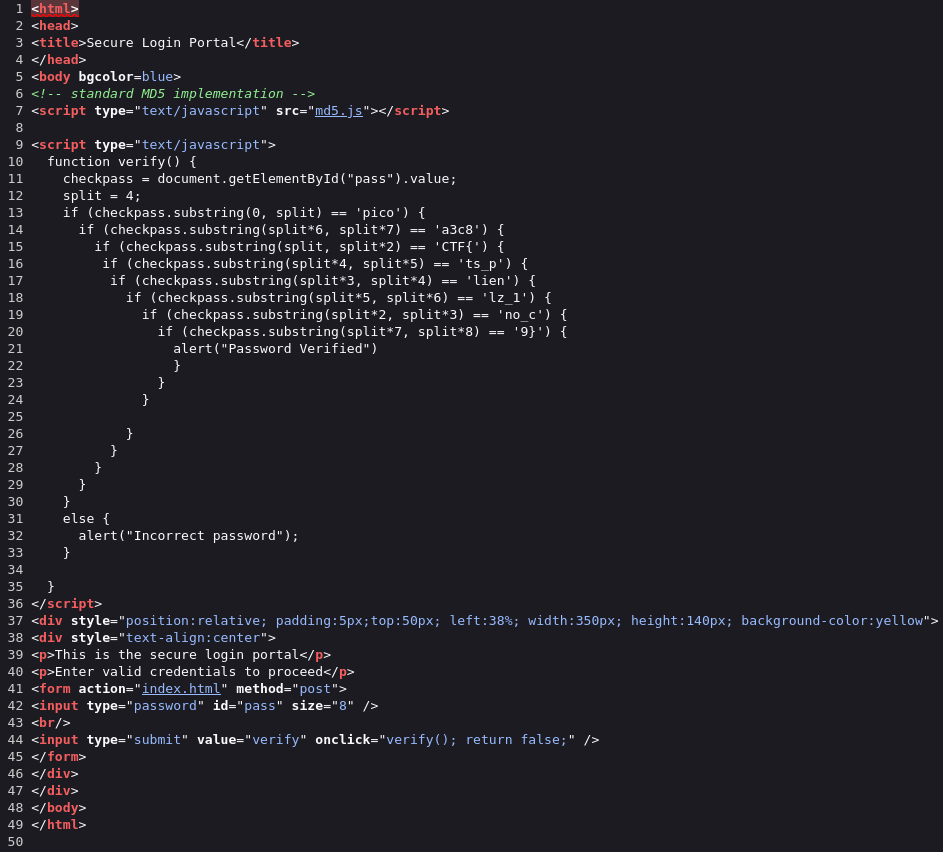 1 <html>
2 <head>
3 <title>Secure Login Portal</title>
4 </head>
5 <body bgcolor=blue>
6 <!-- standard MD5 implementation -->
7 <script type="text/javascript" src="md5.js"></script>
8
9 <script type="text/javascript">
10   function verify() {
11     checkpass = document.getElementById("pass").value;
12     split = 4;
13     if (checkpass.substring(0, split) == 'pico') {
14       if (checkpass.substring(split*6, split*7) == 'a3c8') {
15         if (checkpass.substring(split, split*2) == 'CTF{') {
16          if (checkpass.substring(split*4, split*5) == 'ts_p') {
17           if (checkpass.substring(split*3, split*4) == 'lien') {
18             if (checkpass.substring(split*5, split*6) == 'lz_1') {
19               if (checkpass.substring(split*2, split*3) == 'no_c') {
20                 if (checkpass.substring(split*7, split*8) == '9}') {
21                   alert("Password Verified")
22                   }
23                 }
24               }
25
26             }
27           }
28         }
29       }
30     }
31     else {
32       alert("Incorrect password");
33     }
34
35   }
36 </script>
37 <div style="position:relative; padding:5px;top:50px; left:38%; width:350px; height:140px; background-color:yellow">
38 <div style="text-align:center">
39 <p>This is the secure login portal</p>
40 <p>Enter valid credentials to proceed</p>
41 <form action="index.html" method="post">
42 <input type="password" id="pass" size="8" />
43 <br/>
44 <input type="submit" value="verify" onclick="verify(); return false;" />
45 </form>
46 </div>
47 </div>
48 </body>
49 </html>
50